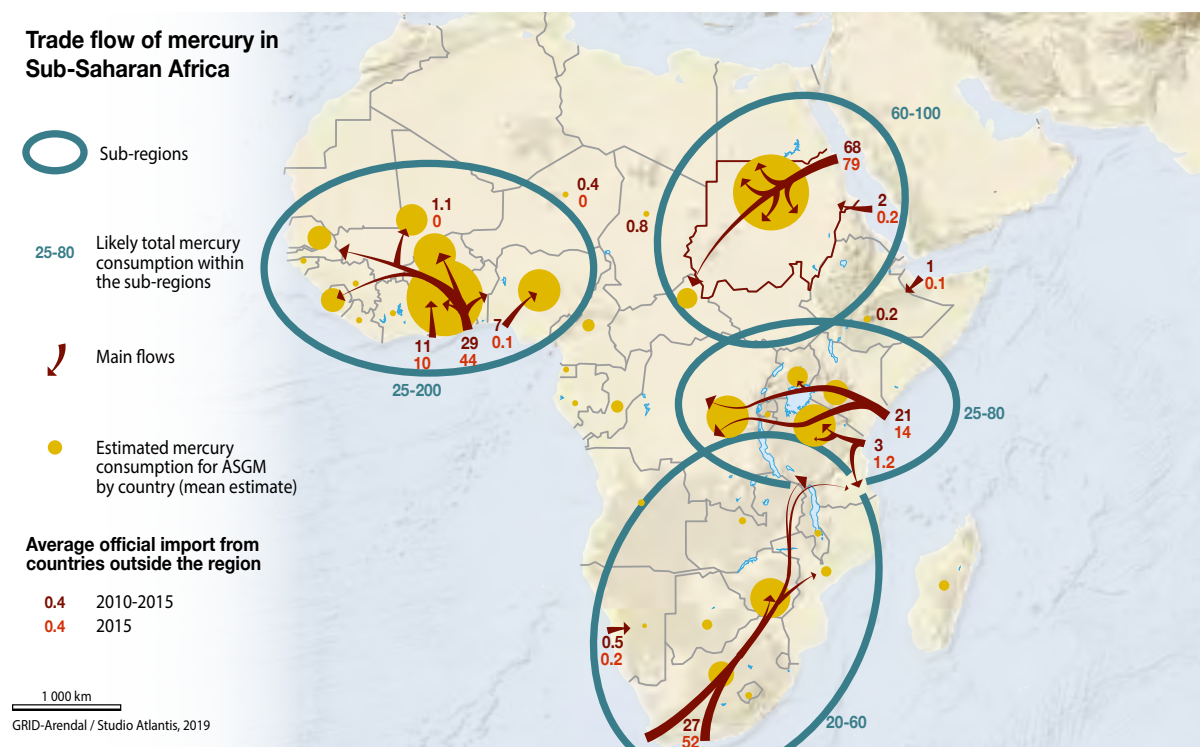 Trade flow of mercury in
Sub-Saharan Africa
Sub-regions
25-80
Likely total mercury
consumption within
the sub-regions
Main flows
Estimated mercury
consumption for ASGM
by country (mean estimate)
Average official import from
countries outside the region
0.4 2010-2015
0.4 2015
1 000 km
GRID-Arendal / Studio Atlantis, 2019
60-100
68
79
2
0.2
1
0.1
0.2
0.4
0
0.8
1.1
0
11
10
29
44
7
0.1
25-200
21
14
25-80
3
1.2
0.5
0.2
27
52
20-60